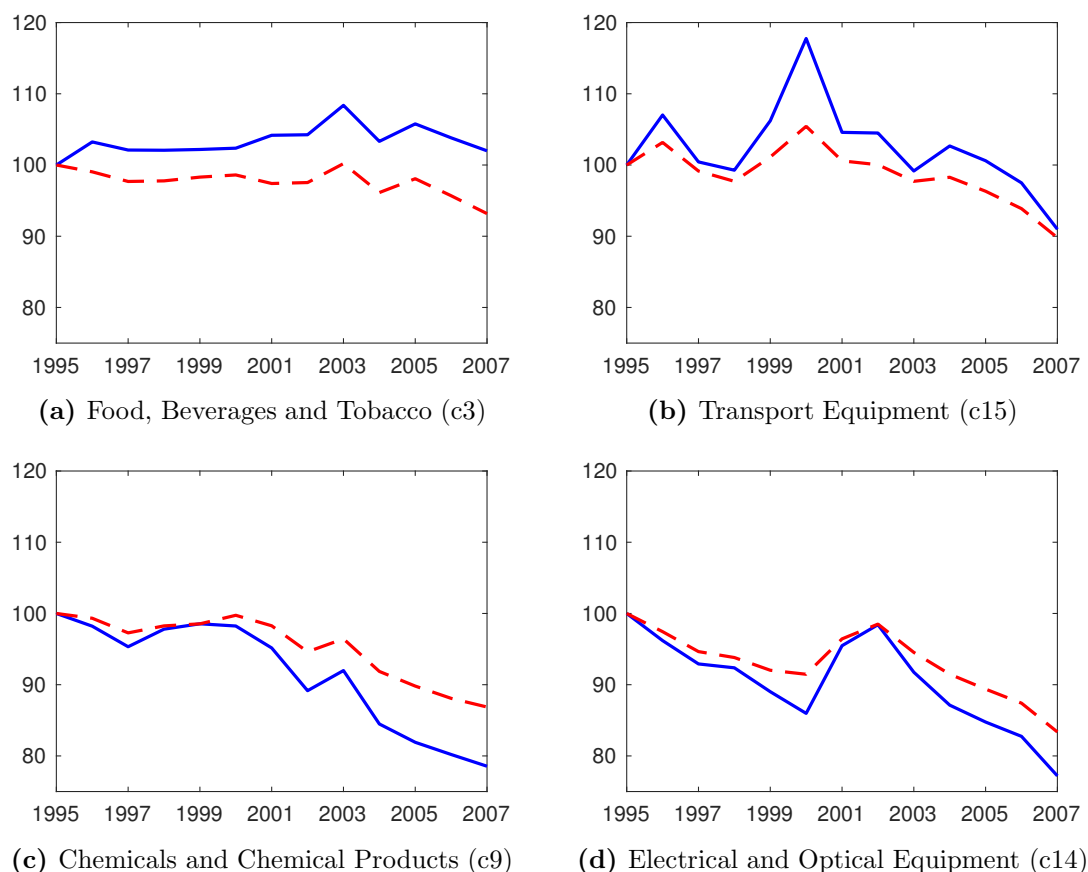 120
110
100
90
80
1995 1997 1999 2001 2003 2005 2007
(a) Food, Beverages and Tobacco (c3)
120
110
100
90
80
1995 1997 1999 2001 2003 2005 2007
(b) Transport Equipment (c15)
120
110
100
90
80
1995 1997 1999 2001 2003 2005 2007
(c) Chemicals and Chemical Products (c9)
120
110
100
90
80
1995 1997 1999 2001 2003 2005 2007
(d) Electrical and Optical Equipment (c14)